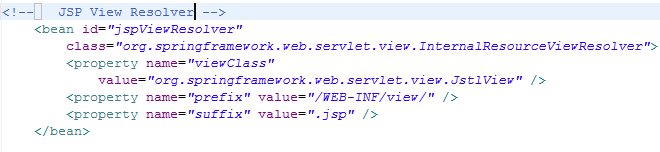 <!--   JSP View Resolver -->
<bean id="jspViewResolver"
class="org.springframework.web.servlet.view.InternalResourceViewResolver">
<property name="viewClass"
value="org.springframework.web.servlet.view.JstlView" />
<property name="prefix" value="/WEB-INF/view/" />
<property name="suffix" value=".jsp" />
</bean>